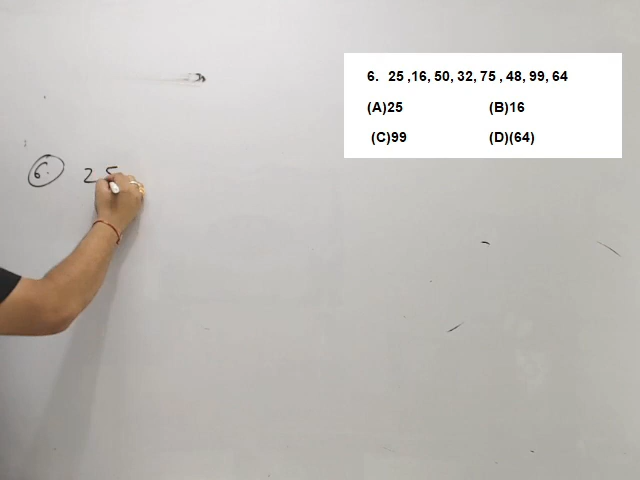 6. 25 ,16, 50, 32, 75 , 48, 99, 64
(A)25 (B)16
(C)99 (D)(64)
6. 25